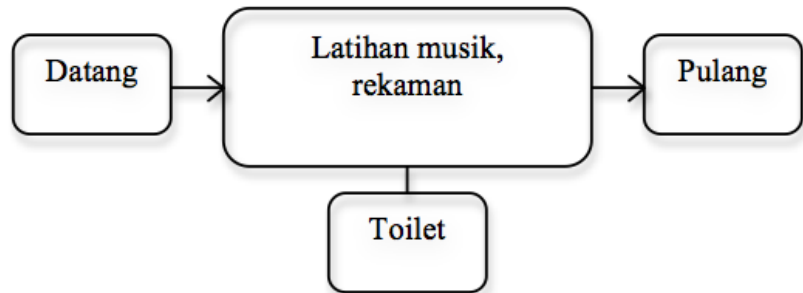 Datang
Latihan musik,
rekaman
Pulang
Toilet